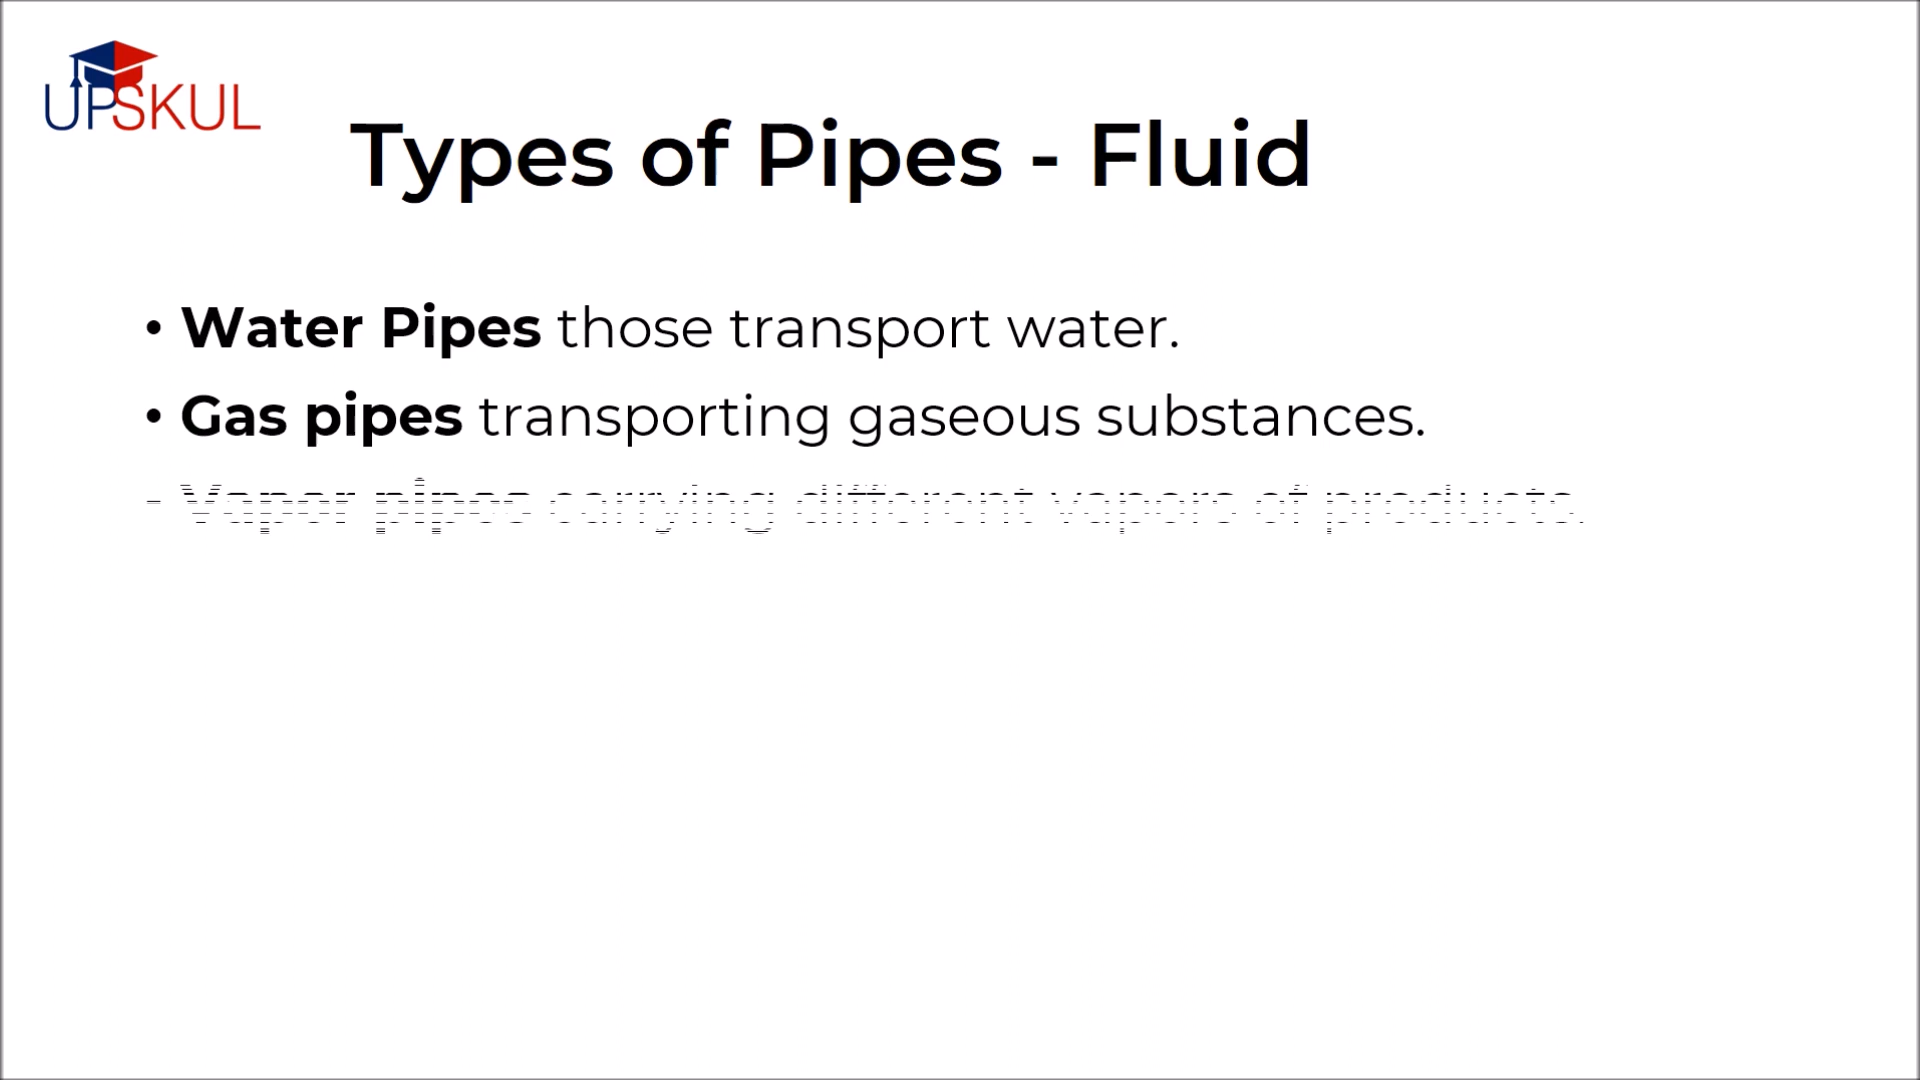 UPSKUL
Types of Pipes - Fluid
• Water Pipes those transport water.
• Gas pipes transporting gaseous substances.
• Vapor pipes carrying different vapors of products.